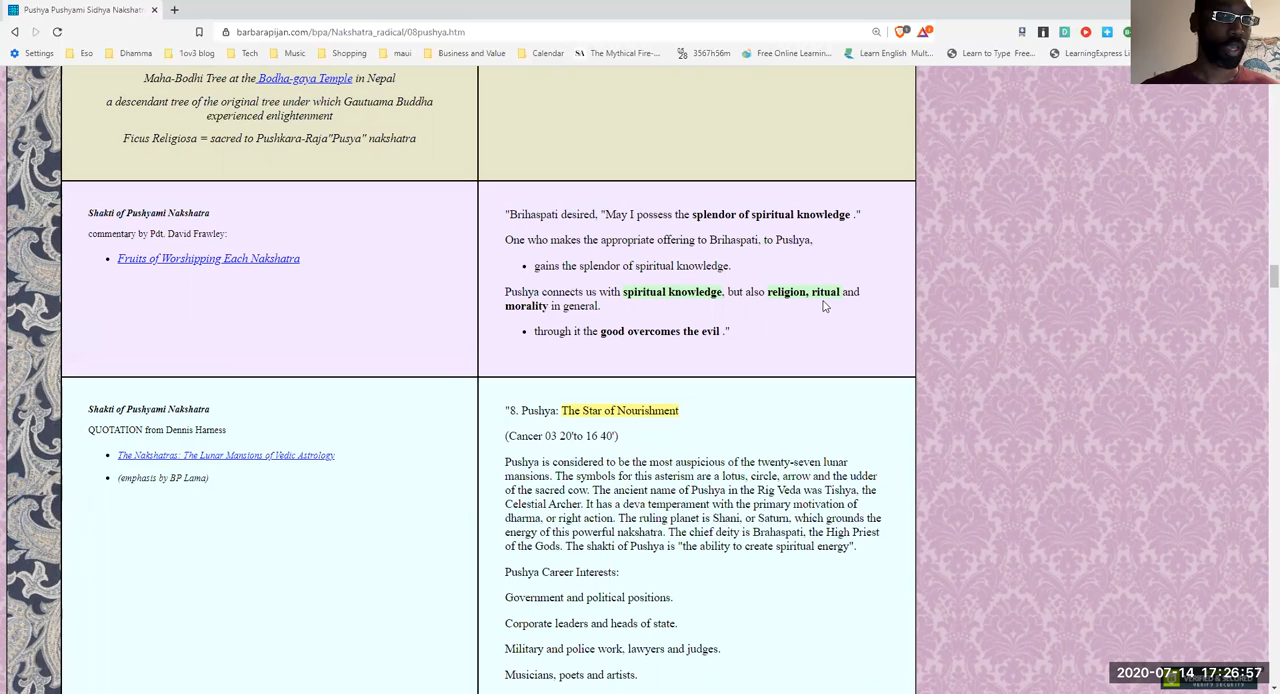 Pushya Pushyami Sidhya Nakshat
barbarapijan.com/bpa/Nakshatra_radical/08pushya.htm
Settings Eso Dhamma 1ov3 blog Tech Music Shopping maui Business and Value Calendar SA The Mythical Fire-... 3567h56m Free Online Learnin... Learn English Mult... Learn to Type Free... LearningExpress Li
Maha-Bodhi Tree at the Bodha-gaya Temple in Nepal
a descendant tree of the original tree under which Gautuama Buddha
experienced enlightenment
Ficus Religiosa = sacred to Pushkara-Raja"Pusya" nakshatra
Shakti of Pushyami Nakshatra
commentary by Pdt. David Frawley:
Fruits of Worshipping Each Nakshatra
"Brihaspati desired, "May I possess the splendor of spiritual knowledge ."
One who makes the appropriate offering to Brihaspati, to Pushya,
gains the splendor of spiritual knowledge.
Pushya connects us with spiritual knowledge, but also religion, ritual and
morality in general.
through it the good overcomes the evil ."
Shakti of Pushyami Nakshatra
QUOTATION from Dennis Harness
The Nakshatras: The Lunar Mansions of Vedic Astrology
(emphasis by BP Lama)
"8. Pushya: The Star of Nourishment
(Cancer 03 20'to 16 40')
Pushya is considered to be the most auspicious of the twenty-seven lunar
mansions. The symbols for this asterism are a lotus, circle, arrow and the udder
of the sacred cow. The ancient name of Pushya in the Rig Veda was Tishya, the
Celestial Archer. It has a deva temperament with the primary motivation of
dharma, or right action. The ruling planet is Shani, or Saturn, which grounds the
energy of this powerful nakshatra. The chief deity is Brahaspati, the High Priest
of the Gods. The shakti of Pushya is "the ability to create spiritual energy".
Pushya Career Interests:
Government and political positions.
Corporate leaders and heads of state.
Military and police work, lawyers and judges.
Musicians, poets and artists.
2020-07-14 17:26:57
VERIFIED & SECURED
VERIFY SECURITY